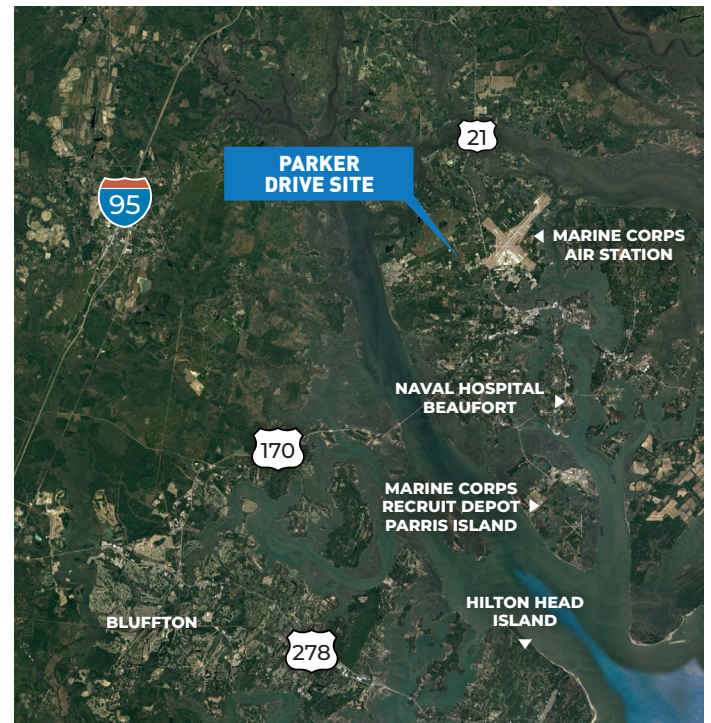 21
PARKER
DRIVE SITE
95
MARINE CORPS
AIR STATION
NAVAL HOSPITAL
BEAUFORT
170
MARINE CORPS
RECRUIT DEPOT
PARRIS ISLAND
HILTON HEAD
ISLAND
BLUFFTON
278